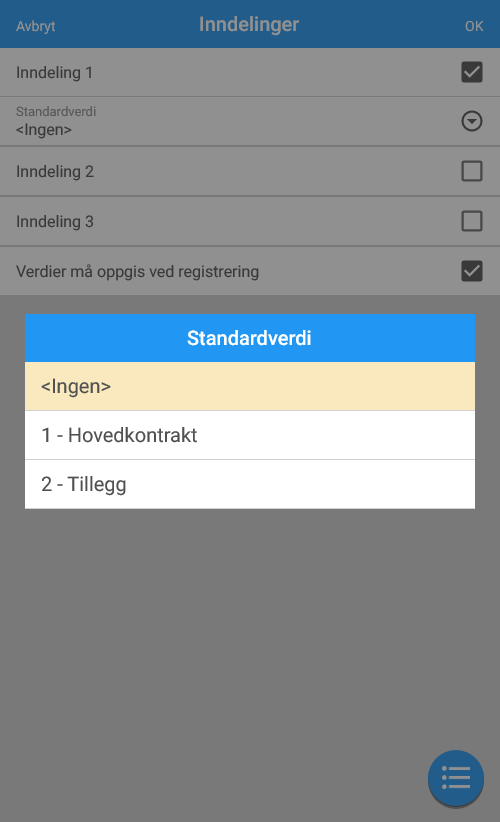 Avbryt
Inndelinger
OK
Inndeling 1
Standardverdi
<Ingen>
Inndeling 2
Inndeling 3
Verdier må oppgis ved registrering
Standardverdi
<Ingen>
1 - Hovedkontrakt
2 - Tillegg